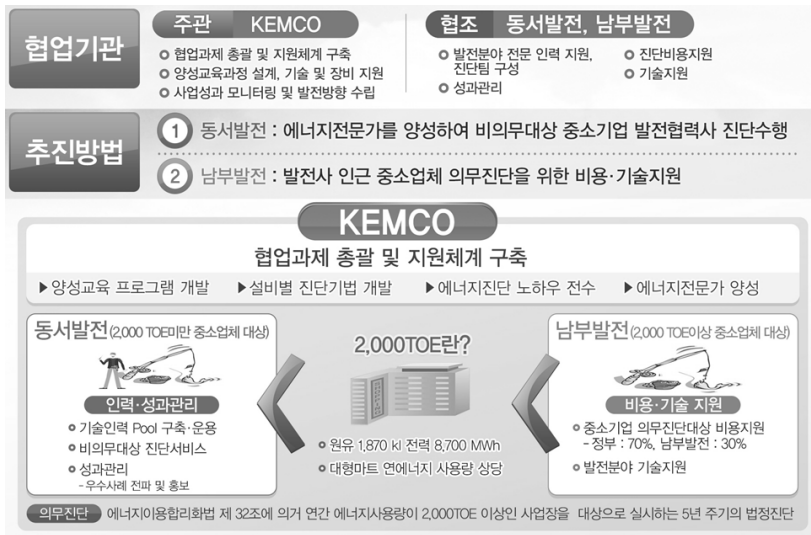 협업기관
주관 KEMCO
협업과제 총괄 및 지원체계 구축
양성교육과정 설계, 기술 및 장비 지원
사업성과 모니터링 및 발전방향 수립
협조 동서발전, 남부발전
발전분야 전문 인력 지원,
진단팀 구성
성과관리
진단비용지원
기술지원
추진방법
1 동서발전 : 에너지전문가를 양성하여 비의무대상 중소기업 발전협력사 진단수행
2 남부발전 : 발전사 인근 중소업체 의무진단을 위한 비용·기술지원
KEMCO
협업과제 총괄 및 지원체계 구축
▶양성교육 프로그램 개발 ▶설비별 진단기법 개발 ▶에너지진단 노하우 전수 ▶에너지전문가 양성
동서발전(2,000 TOE미만 중소업체 대상)
인력·성과관리
기술인력 Pool 구축·운용
비의무대상 진단서비스
성과관리
- 우수사례 전파 및 홍보
2,000TOE란?
원유 1,870 kl 전력 8,700 MWh
대형마트 연에너지 사용량 상당
남부발전(2,000 TOE이상 중소업체 대상)
비용·기술 지원
중소기업 의무진단대상 비용지원
- 정부 : 70%, 남부발전 : 30%
발전분야 기술지원
의무진단 에너지이용합리화법 제 32조에 의거 연간 에너지사용량이 2,000TOE 이상인 사업장을 대상으로 실시하는 5년 주기의 법정진단